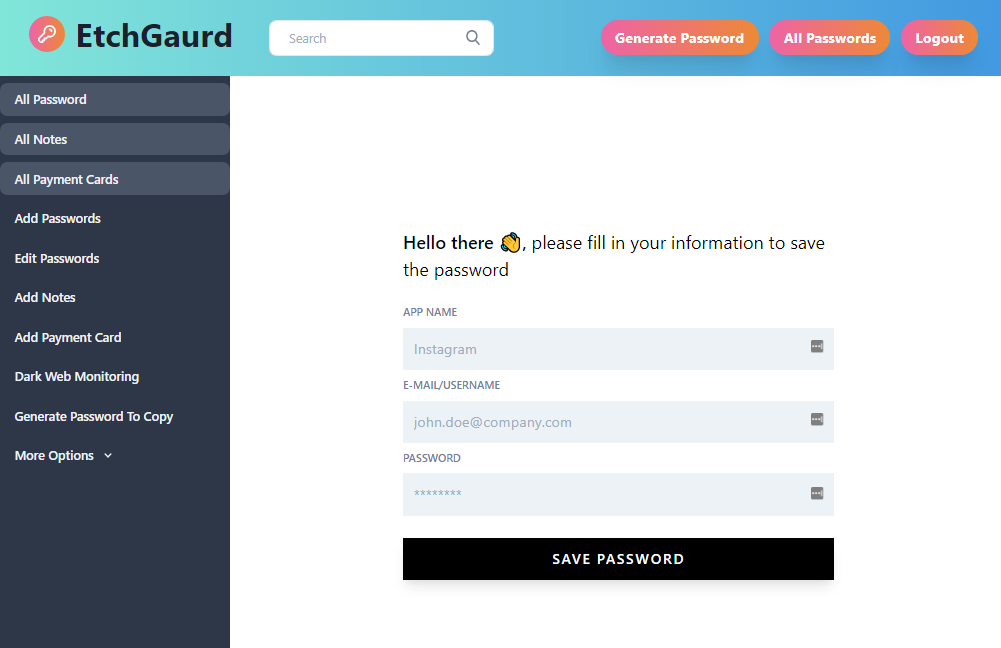 EtchGaurd
Search
Generate Password
All Passwords
Logout
All Password
All Notes
All Payment Cards
Add Passwords
Edit Passwords
Add Notes
Add Payment Card
Dark Web Monitoring
Generate Password To Copy
More Options
Hello there 👏, please fill in your information to save
the password
APP NAME
Instagram
E-MAIL/USERNAME
john.doe@company.com
PASSWORD
********
SAVE PASSWORD